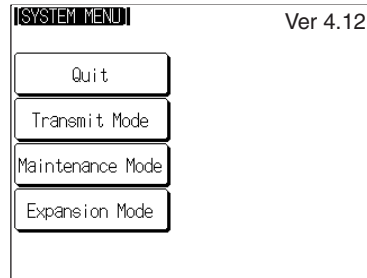 SYSTEM MENU
Ver 4.12
Quit
Transmit Mode
Maintenance Mode
Expansion Mode